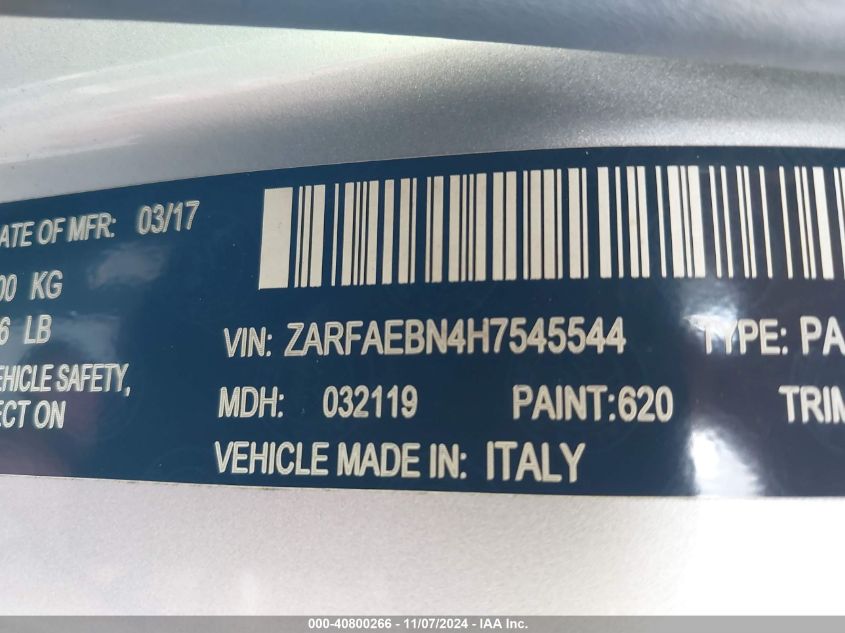 ATE OF MFR: 03/17
00 KG
6 LB
VIN: ZARFAEBN4H7545544 TYPE: PA
EHICLE SAFETY,
MDH: 032119 PAINT:620 TRIM
ECT ON
VEHICLE MADE IN: ITALY
000-40800266 - 11/07/2024 - IAA Inc.